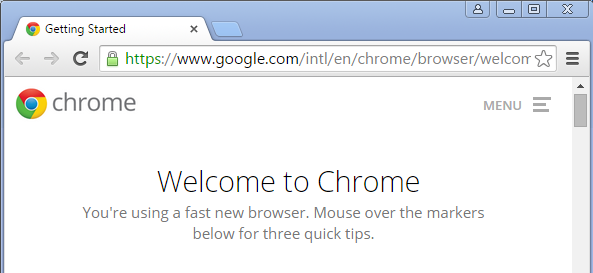 Getting Started
https://www.google.com/intl/en/chrome/browser/welcom
chrome
MENU
Welcome to Chrome
You're using a fast new browser. Mouse over the markers
below for three quick tips.